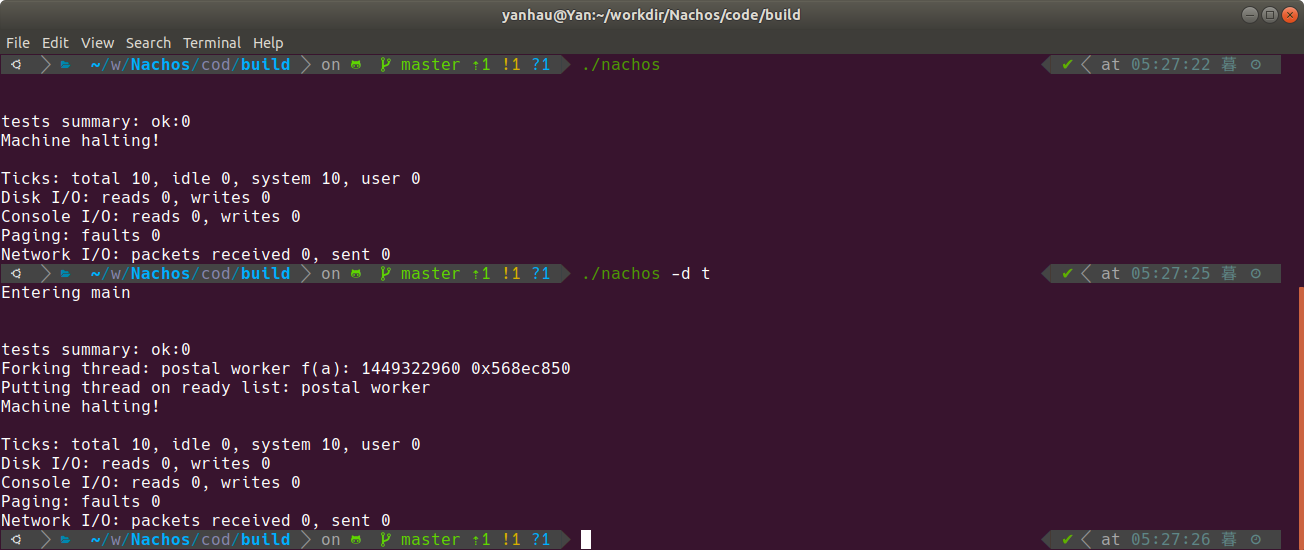 yanhau@Yan:~/workdir/Nachos/code/build
File Edit View Search Terminal Help
~/w/Nachos/cod/build on master ⇡1 !1 ?1 ./nachos ✔ at 05:27:22 暮
tests summary: ok:0
Machine halting!
Ticks: total 10, idle 0, system 10, user 0
Disk I/O: reads 0, writes 0
Console I/O: reads 0, writes 0
Paging: faults 0
Network I/O: packets received 0, sent 0
~/w/Nachos/cod/build on master ⇡1 !1 ?1 ./nachos -d t ✔ at 05:27:25 暮
Entering main
tests summary: ok:0
Forking thread: postal worker f(a): 1449322960 0x568ec850
Putting thread on ready list: postal worker
Machine halting!
Ticks: total 10, idle 0, system 10, user 0
Disk I/O: reads 0, writes 0
Console I/O: reads 0, writes 0
Paging: faults 0
Network I/O: packets received 0, sent 0
~/w/Nachos/cod/build on master ⇡1 !1 ?1 ✔ at 05:27:26 暮